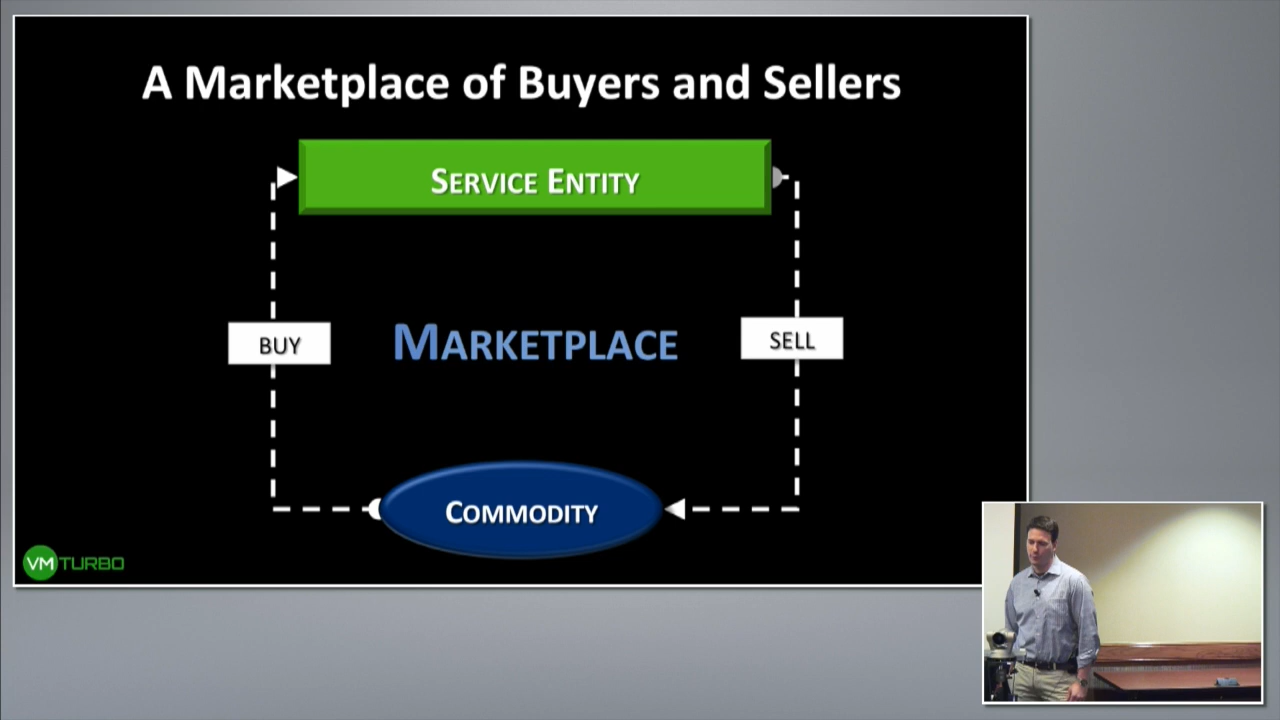 A Marketplace of Buyers and Sellers
SERVICE ENTITY
BUY
MARKETPLACE
SELL
COMMODITY
VMTURBO